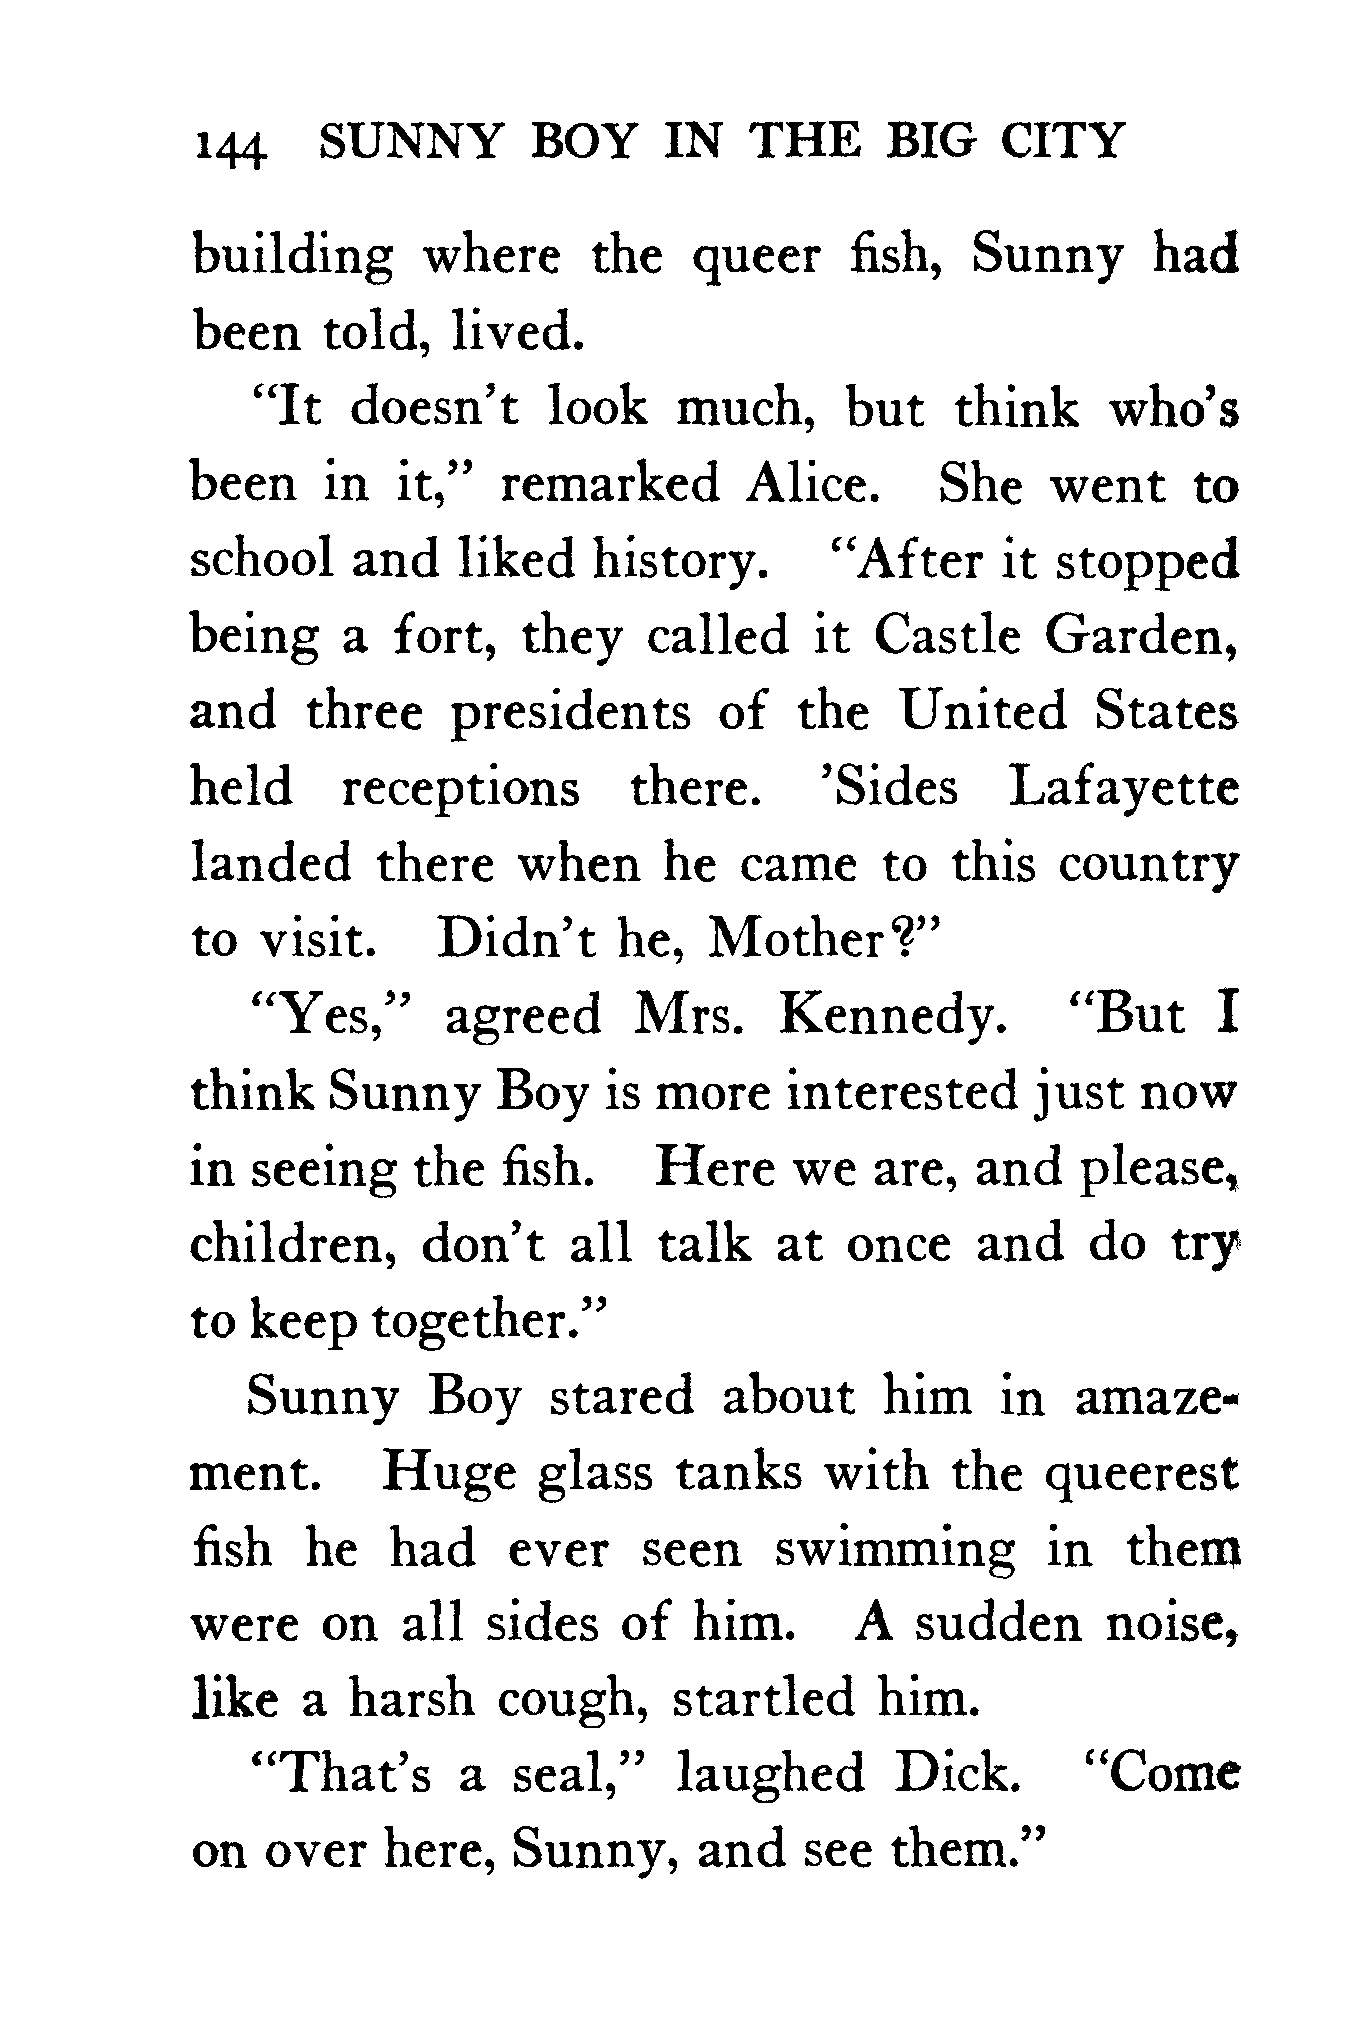 144 SUNNY BOY IN THE BIG CITY
building where the queer fish, Sunny had
been told, lived.
“It doesn’t look much, but think who’s
been in it,” remarked Alice. She went to
school and liked history. “After it stopped
being a fort, they called it Castle Garden,
and three presidents of the United States
held receptions there. ’Sides Lafayette
landed there when he came to this country
to visit. Didn’t he, Mother?”
“Yes,” agreed Mrs. Kennedy. “But I
think Sunny Boy is more interested just now
in seeing the fish. Here we are, and please,
children, don’t all talk at once and do try
to keep together.”
Sunny Boy stared about him in amaze-
ment. Huge glass tanks with the queerest
fish he had ever seen swimming in them
were on all sides of him. A sudden noise,
like a harsh cough, startled him.
“That’s a seal,” laughed Dick. “Come
on over here, Sunny, and see them.”